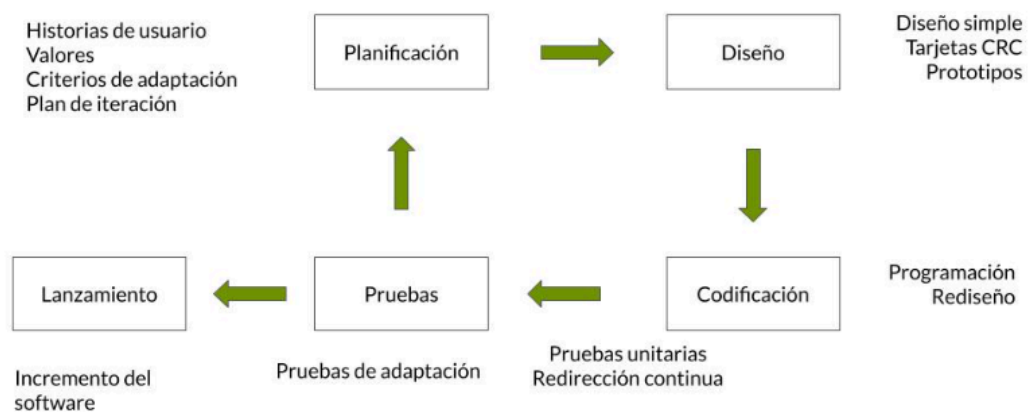 Historias de usuario
Valores
Criterios de adaptación
Plan de iteración
Planificación
Diseño
Diseño simple
Tarjetas CRC
Prototipos
Lanzamiento
Pruebas
Codificación
Programación
Rediseño
Incremento del
software
Pruebas de adaptación
Pruebas unitarias
Redirección continua